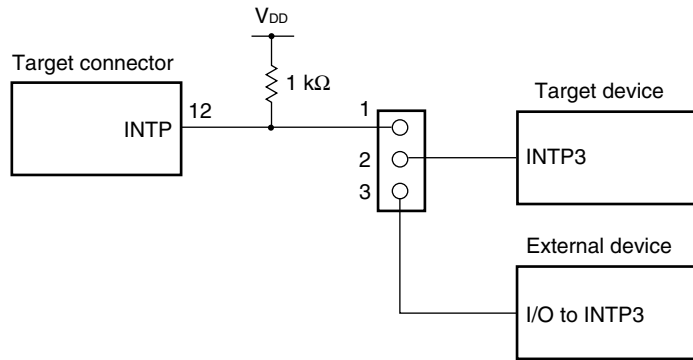 VDD
Target connector
1 kΩ
INTP
12
1
2
3
Target device
INTP3
External device
I/O to INTP3